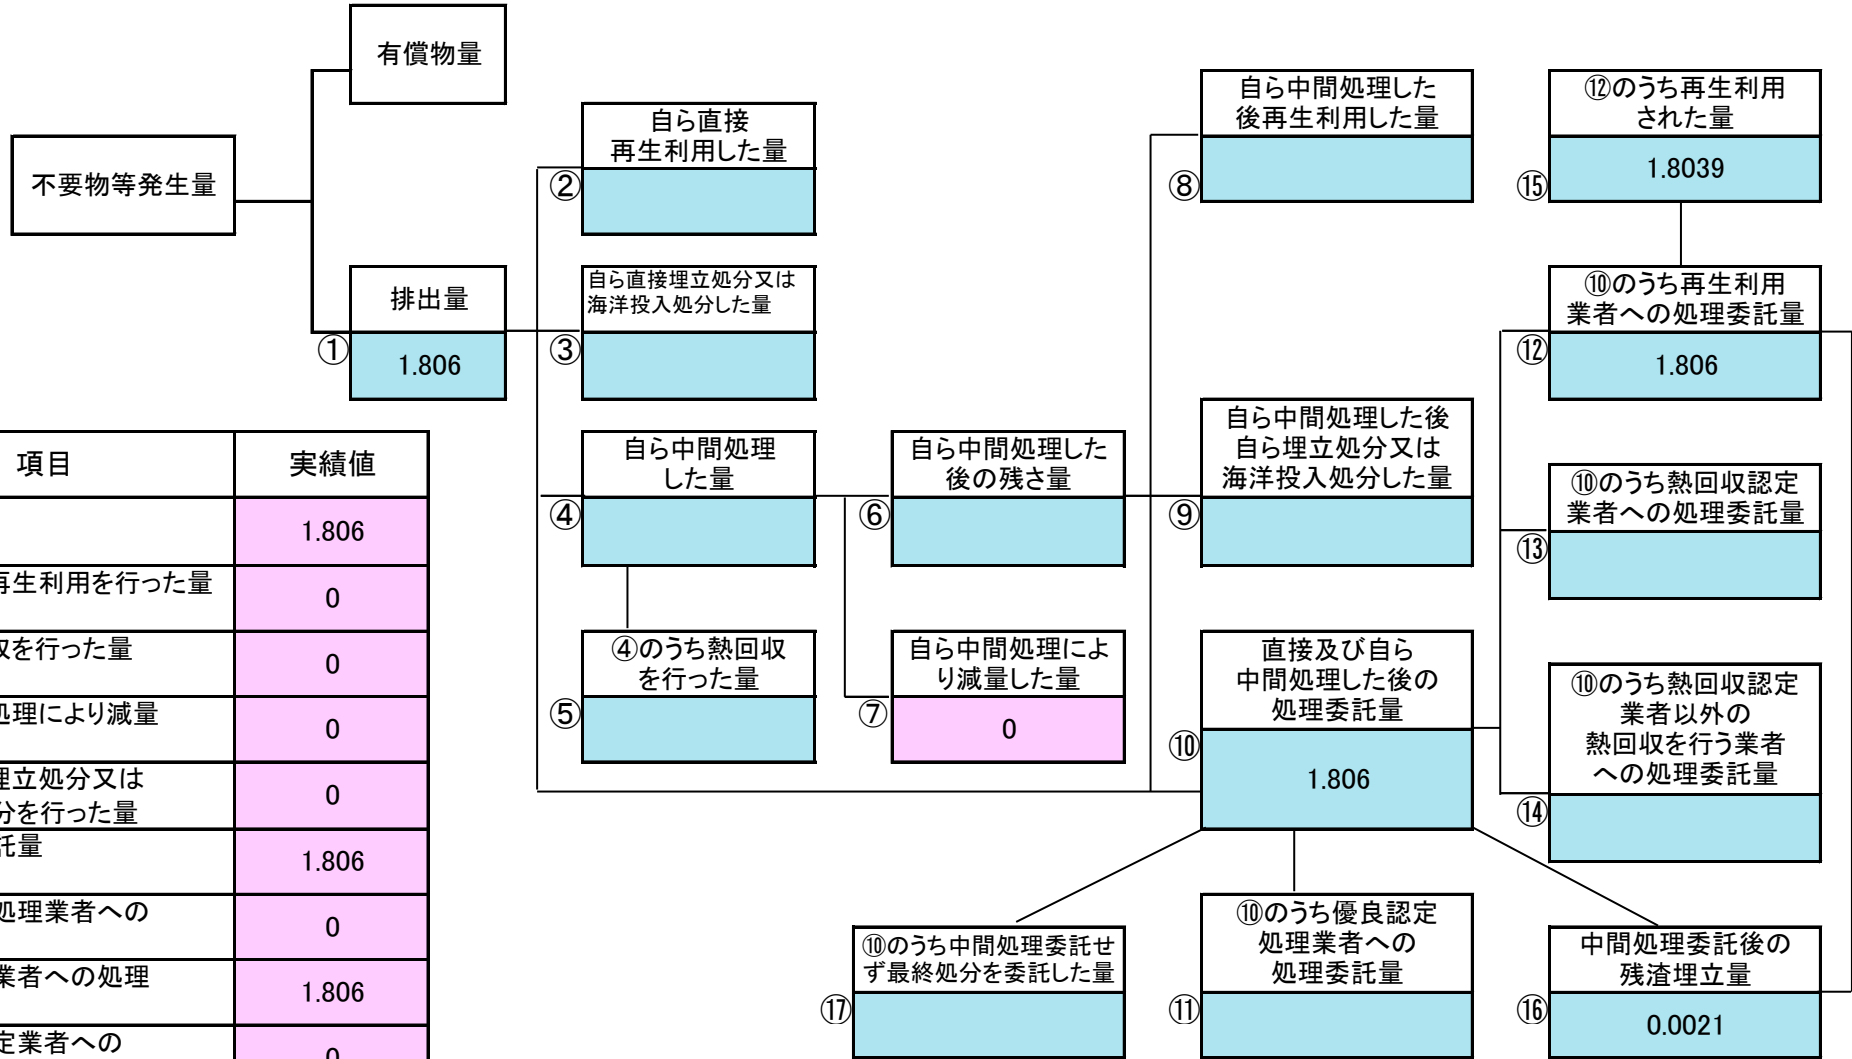 有償物量
不要物等発生量
排出量
①
1.806
自ら直接
再生利用した量
②
自ら直接埋立処分又は
海洋投入処分した量
③
自ら中間処理
した量
④
④のうち熱回収
を行った量
⑤
自ら中間処理した
後の残さ量
⑥
自ら中間処理によ
り減量した量
⑦
0
自ら中間処理した
後再生利用した量
⑧
自ら中間処理した後
自ら埋立処分又は
海洋投入処分した量
⑨
直接及び自ら
中間処理した後の
処理委託量
⑩
1.806
⑫のうち再生利用
された量
⑮
1.8039
⑩のうち再生利用
業者への処理委託量
⑫
1.806
⑩のうち熱回収認定
業者への処理委託量
⑬
⑩のうち熱回収認定
業者以外の
熱回収を行う業者
への処理委託量
⑭
⑩のうち中間処理委託せ
ず最終処分を委託した量
⑰
⑩のうち優良認定
処理業者への
処理委託量
⑪
中間処理委託後の
残渣埋立量
⑯
0.0021
項目 実績値
1.806
再生利用を行った量 0
を行った量 0
処理により減量 0
埋立処分又は
分を行った量 0
託量 1.806
処理業者への 0
業者への処理 1.806
定業者への 0